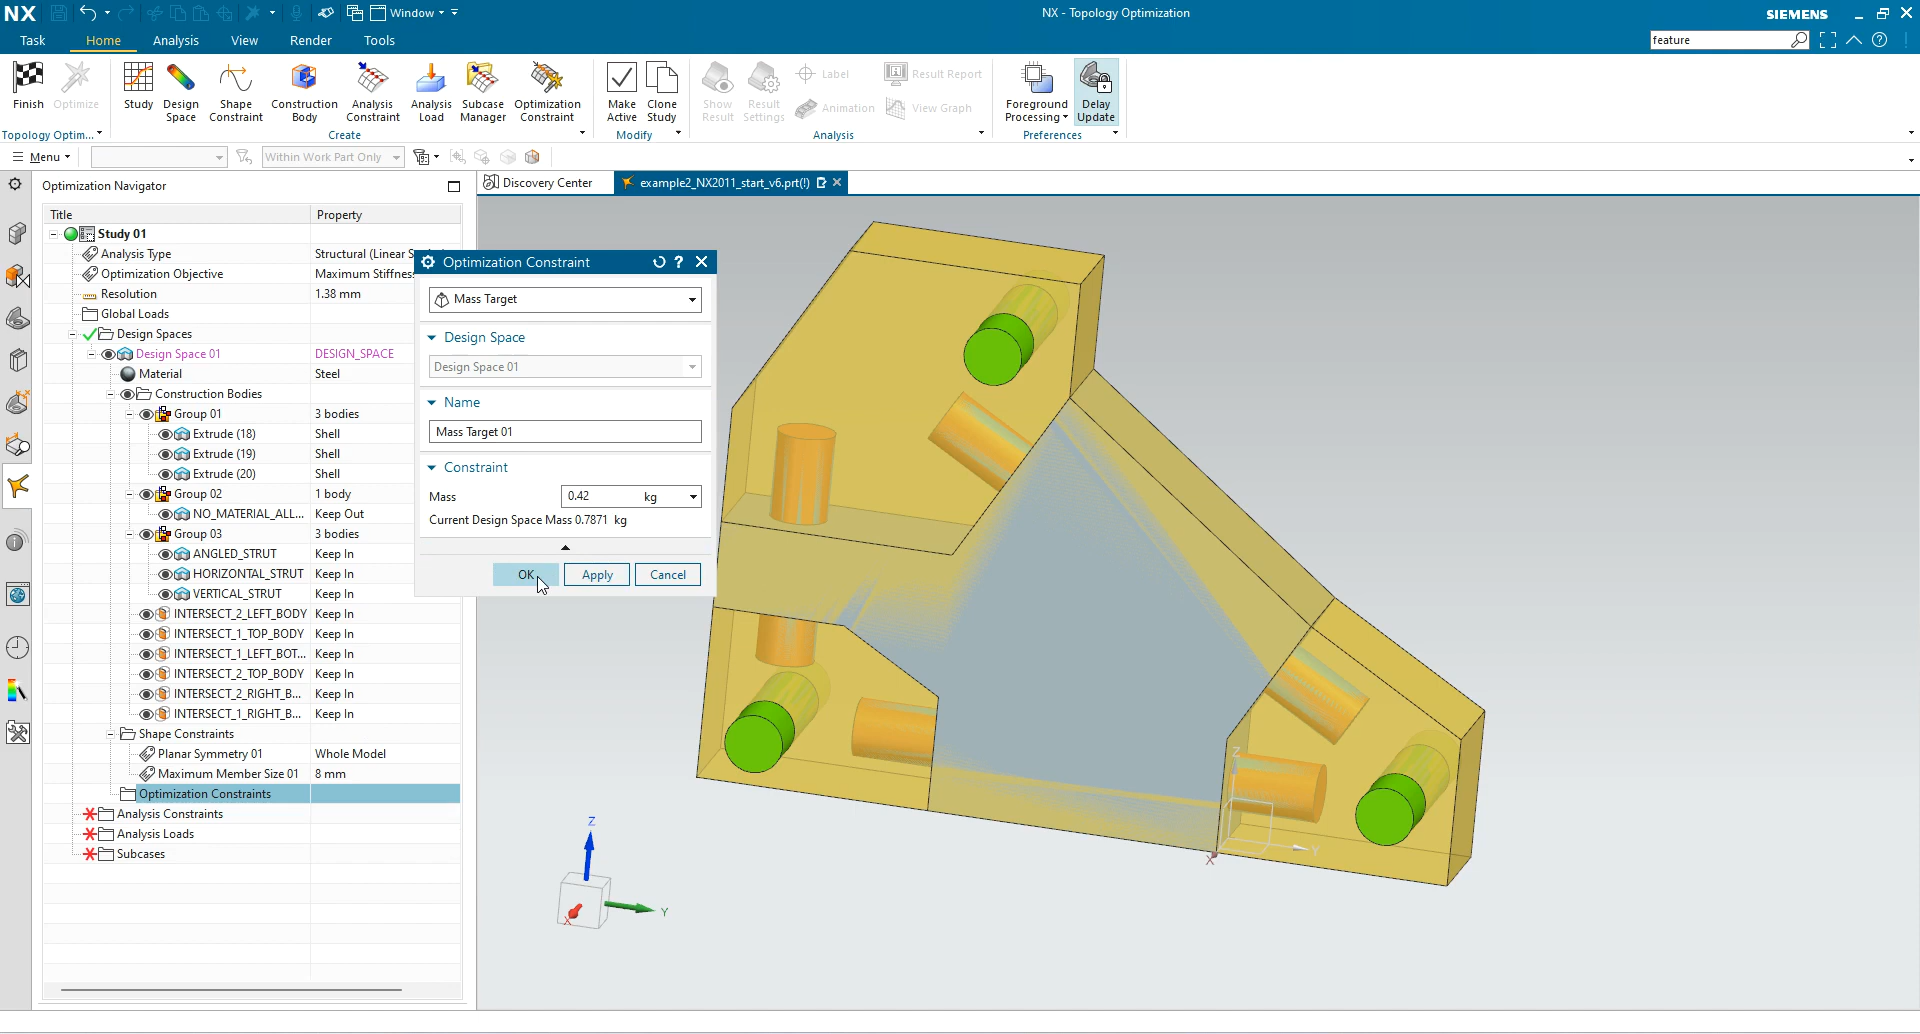 NX
Window
NX - Topology Optimization
SIEMENS
Task
Home
Analysis
View
Render
Tools
feature
Finish
Optimize
Study
Design Space
Shape Constraint
Construction Body
Analysis Constraint
Analysis Load
Subcase Manager
Optimization Constraint
Make Active
Clone Study
Show Result
Result Settings
Label
Animation
Result Report
View Graph
Foreground Processing
Delay Update
Topology Optim...
Create
Modify
Analysis
Preferences
Menu
Within Work Part Only
Optimization Navigator
Discovery Center
example2_NX2011_start_v6.prt(!)
Title Property
Study 01
Analysis Type Structural (Linear S
Optimization Objective Maximum Stiffnes
Resolution 1.38 mm
Global Loads
Design Spaces
Design Space 01 DESIGN_SPACE
Material Steel
Construction Bodies
Group 01 3 bodies
Extrude (18) Shell
Extrude (19) Shell
Extrude (20) Shell
Group 02 1 body
NO_MATERIAL_ALL... Keep Out
Group 03 3 bodies
ANGLED_STRUT Keep In
HORIZONTAL_STRUT Keep In
VERTICAL_STRUT Keep In
INTERSECT_2_LEFT_BODY Keep In
INTERSECT_1_TOP_BODY Keep In
INTERSECT_1_LEFT_BOT... Keep In
INTERSECT_2_TOP_BODY Keep In
INTERSECT_2_RIGHT_B... Keep In
INTERSECT_1_RIGHT_B... Keep In
Shape Constraints
Planar Symmetry 01 Whole Model
Maximum Member Size 01 8 mm
Optimization Constraints
Analysis Constraints
Analysis Loads
Subcases
Optimization Constraint
Mass Target
Design Space
Design Space 01
Name
Mass Target 01
Constraint
Mass 0.42 kg
Current Design Space Mass 0.7871 kg
OK Apply Cancel
Z
Y
X
Z
Y
X